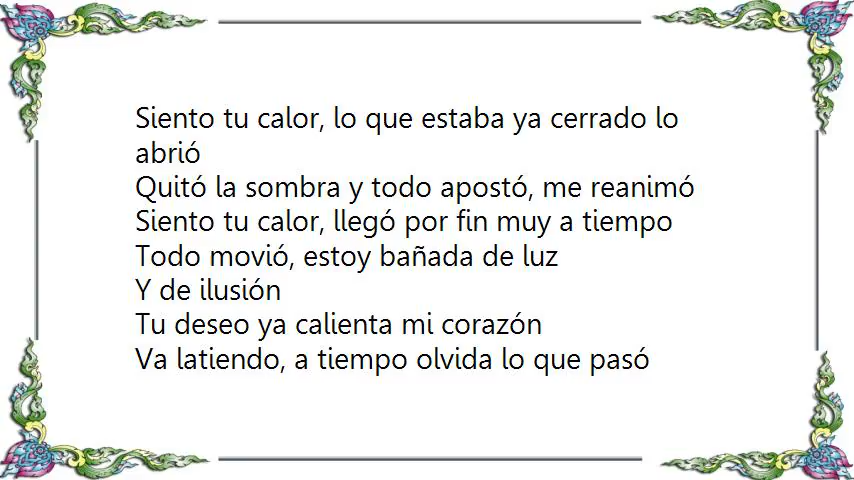 Siento tu calor, lo que estaba ya cerrado lo
abrió
Quitó la sombra y todo apostó, me reanimó
Siento tu calor, llegó por fin muy a tiempo
Todo movió, estoy bañada de luz
Y de ilusión
Tu deseo ya calienta mi corazón
Va latiendo, a tiempo olvida lo que pasó